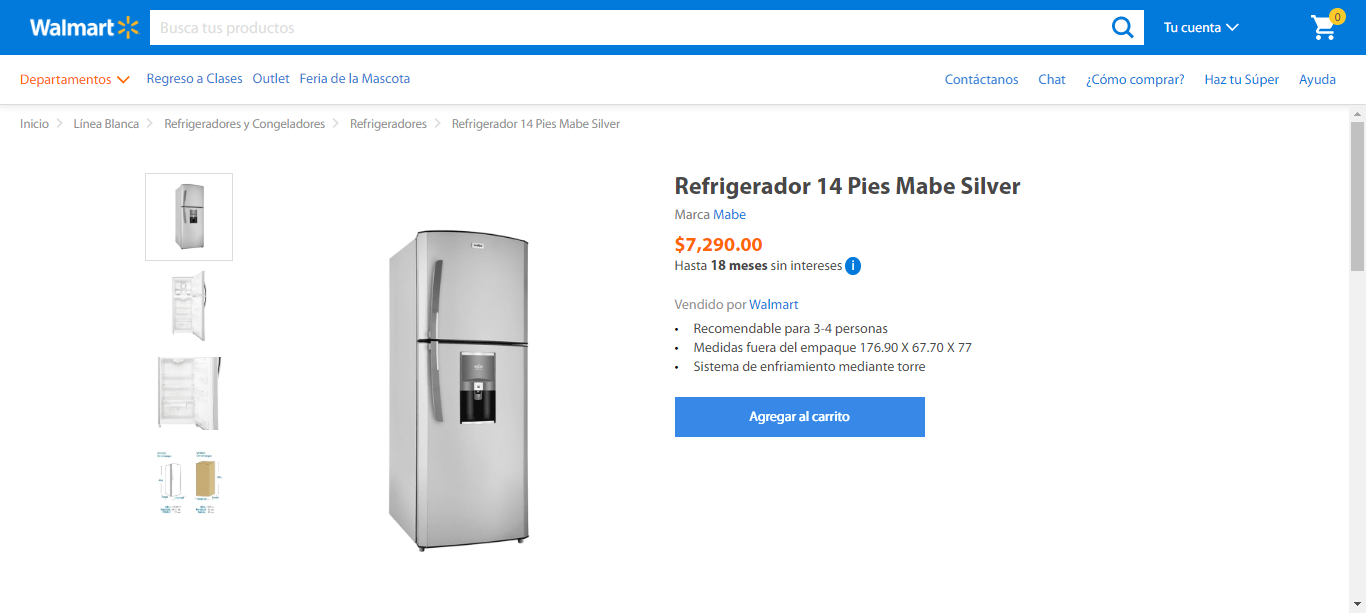 Walmart
Busca tus productos
Tu cuenta
0
Departamentos Regreso a Clases Outlet Feria de la Mascota
Contáctanos Chat ¿Cómo comprar? Haz tu Súper Ayuda
Inicio Línea Blanca Refrigeradores y Congeladores Refrigeradores Refrigerador 14 Pies Mabe Silver
Refrigerador 14 Pies Mabe Silver
Marca Mabe
$7,290.00
Hasta 18 meses sin intereses i
Vendido por Walmart
• Recomendable para 3-4 personas
• Medidas fuera del empaque 176.90 X 67.70 X 77
• Sistema de enfriamiento mediante torre
Agregar al carrito